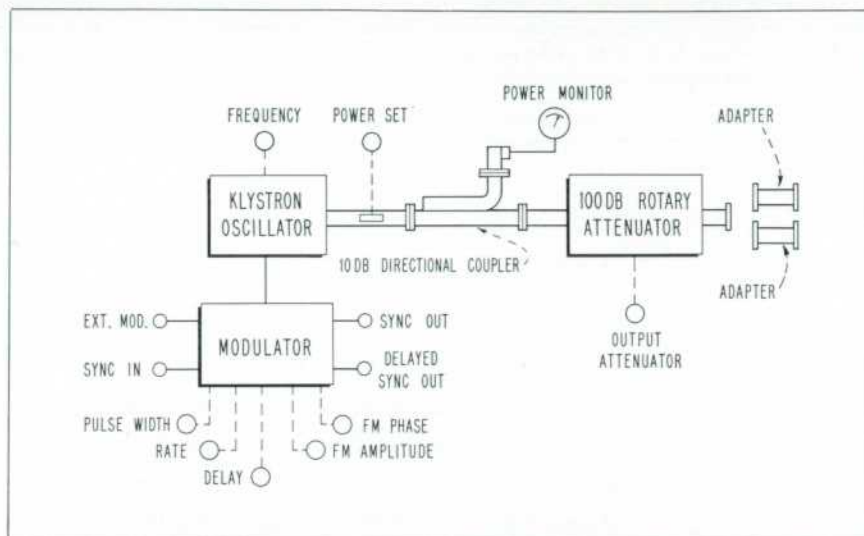 POWER MONITOR
ADAPTER
FREQUENCY
POWER SET
KLYSTRON
OSCILLATOR
100 DB ROTARY
ATTENUATOR
10 DB DIRECTIONAL COUPLER
ADAPTER
EXT. MOD.
SYNC OUT
MODULATOR
OUTPUT
ATTENUATOR
SYNC IN
DELAYED
SYNC OUT
PULSE WIDTH
FM PHASE
RATE
FM AMPLITUDE
DELAY